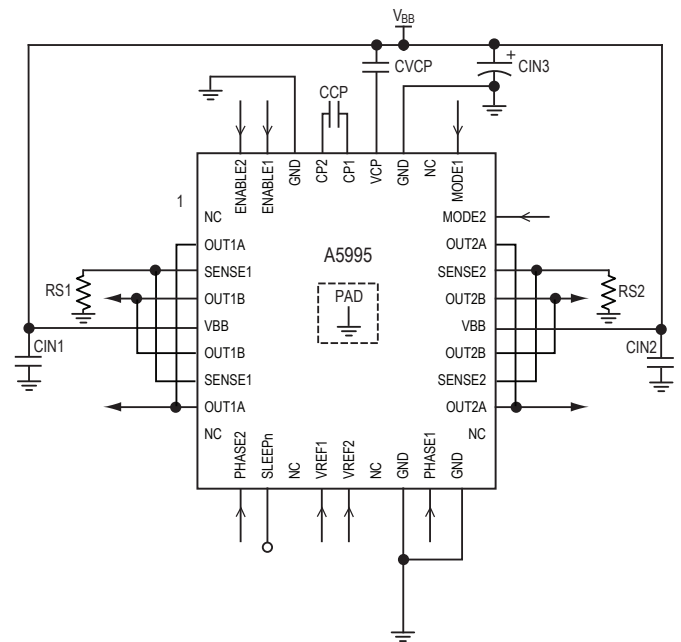 VBB
CVCP
CIN3
+
CCP
ENABLE2
ENABLE1
GND
CP2
CP1
VCP
GND
NC
MODE1
1
NC
MODE2
OUT1A
A5995
OUT2A
SENSE1
SENSE2
RS1
OUT1B
PAD
OUT2B
RS2
VBB
VBB
CIN1
OUT1B
OUT2B
CIN2
SENSE1
SENSE2
OUT1A
OUT2A
NC
NC
PHASE2
SLEEPn
NC
VREF1
VREF2
NC
GND
PHASE1
GND